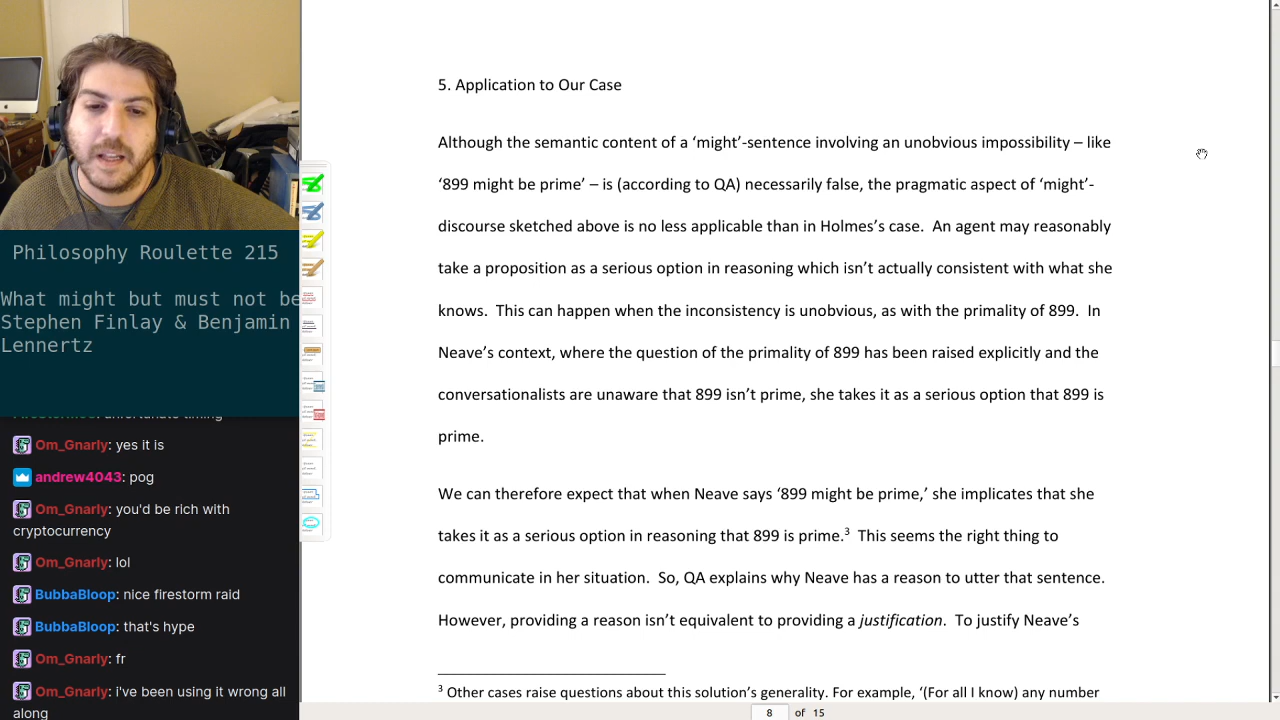 Philosophy Roulette 215
What might but must not be
Stephen Finlay & Benjamin
Lennertz
Om_Gnarly: yes it is
andrew4043: pog
Om_Gnarly: you'd be rich with
cryptocurrency
Om_Gnarly: lol
BubbaBloop: nice firestorm raid
BubbaBloop: that's hype
Om_Gnarly: fr
Om_Gnarly: i've been using it wrong all
along
5. Application to Our Case
Although the semantic content of a ‘might’-sentence involving an unobvious impossibility – like
‘899 might be prime’ – is (according to QA) necessarily false, the pragmatic aspect of ‘might’-
discourse sketched above is no less applicable than in Holmes’s case. An agent may reasonably
take a proposition as a serious option in reasoning which isn’t actually consistent with what she
knows. This can happen when the inconsistency is unobvious, as with the primality of 899. In
Neave’s context, where the question of the primality of 899 has been raised explicitly and the
conversationalists are unaware that 899 isn’t prime, she takes it as a serious option that 899 is
prime.
We can therefore expect that when Neave says ‘899 might be prime,’ she implicates that she
takes it as a serious option in reasoning that 899 is prime.³ This seems the right thing to
communicate in her situation. So, QA explains why Neave has a reason to utter that sentence.
However, providing a reason isn’t equivalent to providing a justification. To justify Neave’s
³ Other cases raise questions about this solution’s generality. For example, ‘(For all I know) any number
8 of 15